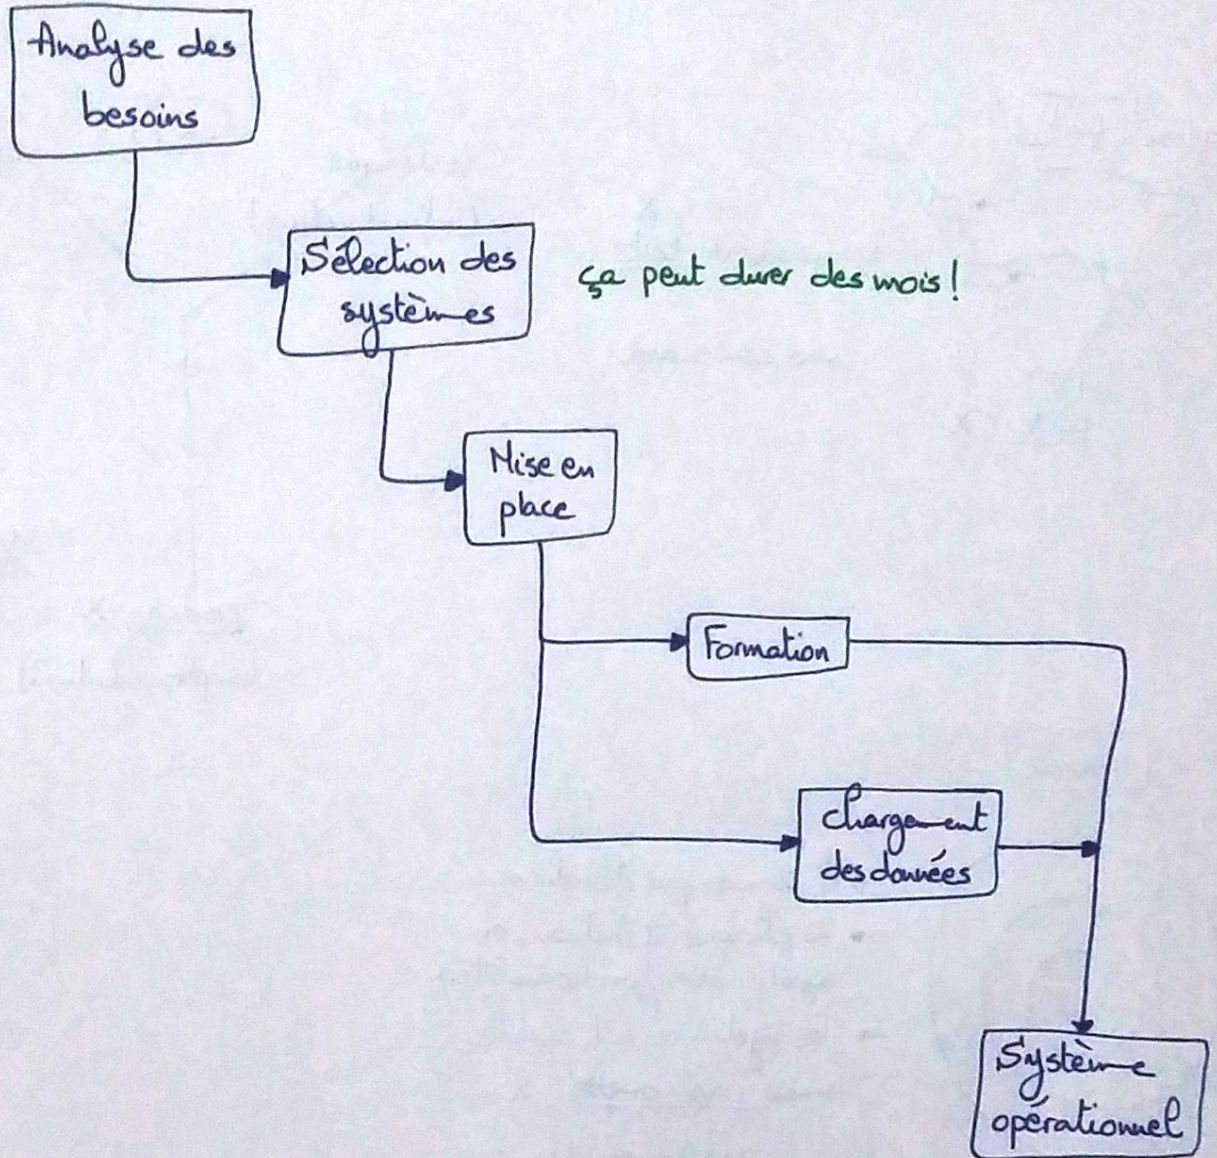 Analyse des
besoins
Sélection des
systèmes
ça peut durer des mois !
Mise en
place
Formation
chargement
des données
Système
opérationnel